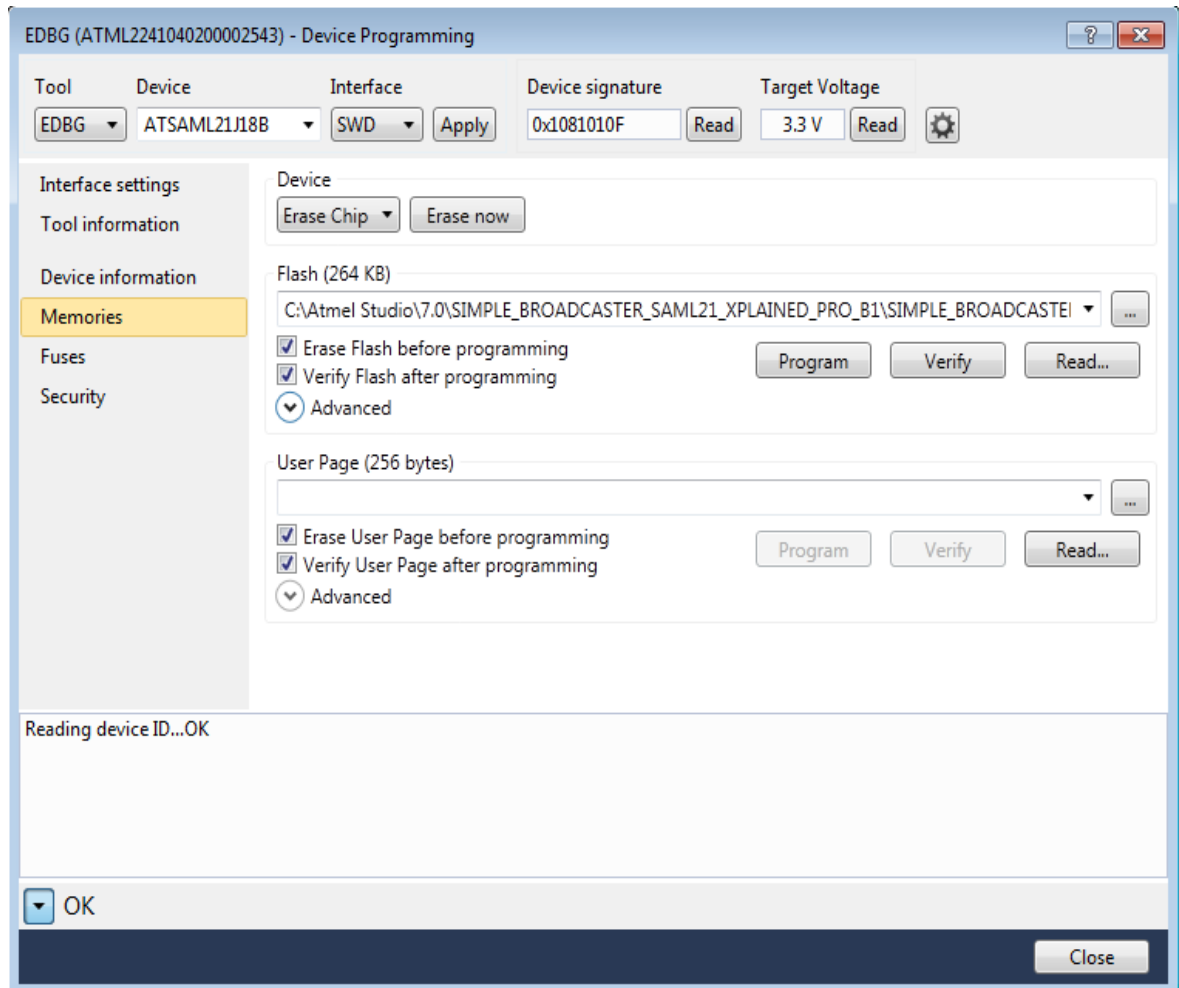 EDBG (ATML2241040200002543) - Device Programming
Tool Device Interface Device signature Target Voltage
EDBG ATSAML21J18B SWD Apply 0x1081010F Read 3.3 V Read
Interface settings
Tool information
Device information
Memories
Fuses
Security
Device
Erase Chip Erase now
Flash (264 KB)
C:\Atmel Studio\7.0\SIMPLE_BROADCASTER_SAML21_XPLAINED_PRO_B1\SIMPLE_BROADCASTEI ...
Erase Flash before programming
Verify Flash after programming
Program Verify Read...
Advanced
User Page (256 bytes)
...
Erase User Page before programming
Verify User Page after programming
Program Verify Read...
Advanced
Reading device ID...OK
OK
Close